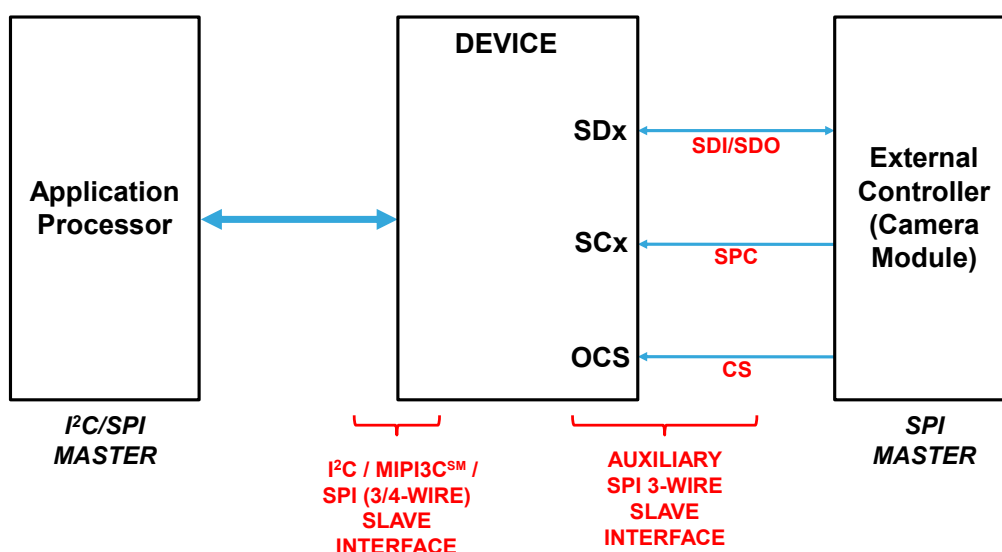 DEVICE
Application
Processor
SDx
SDI/SDO
SCx
SPC
OCS
CS
External
Controller
(Camera
Module)
I²C/SPI
MASTER
I²C / MIPI3Cˢᴹ /
SPI (3/4-WIRE)
SLAVE
INTERFACE
AUXILIARY
SPI 3-WIRE
SLAVE
INTERFACE
SPI
MASTER